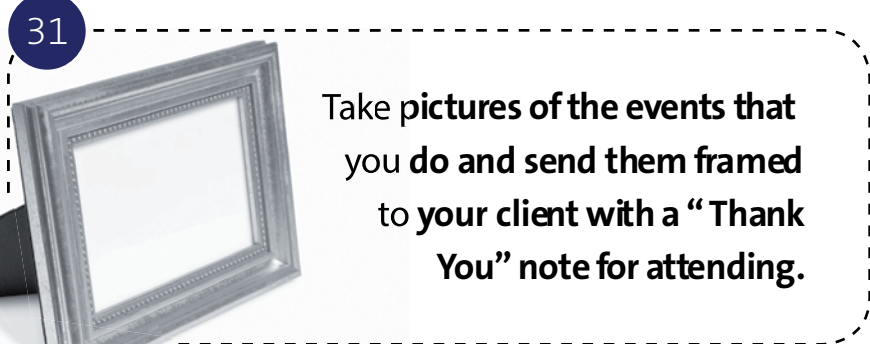 31
Take pictures of the events that
you do and send them framed
to your client with a “ Thank
You” note for attending.